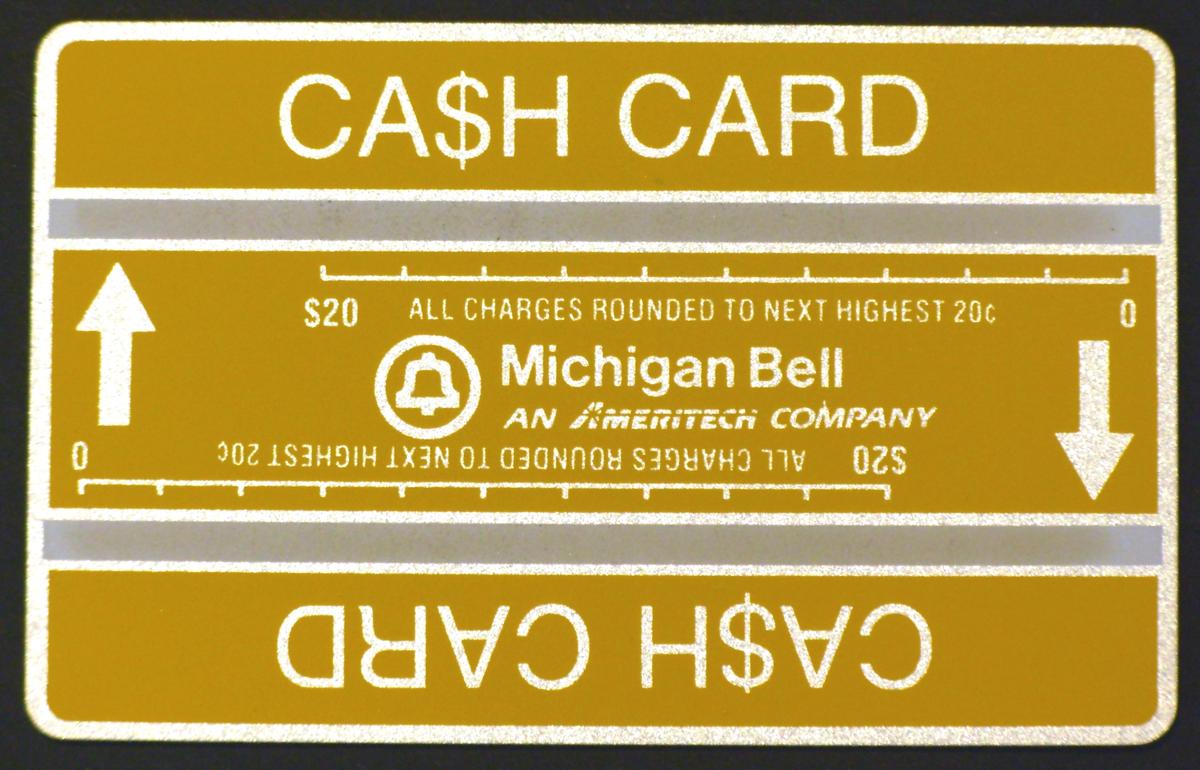 CA$H CARD
$20 ALL CHARGES ROUNDED TO NEXT HIGHEST 20¢ 0
Michigan Bell
AN AMERITECH COMPANY
$20 ALL CHARGES ROUNDED TO NEXT HIGHEST 20¢ 0
CA$H CARD